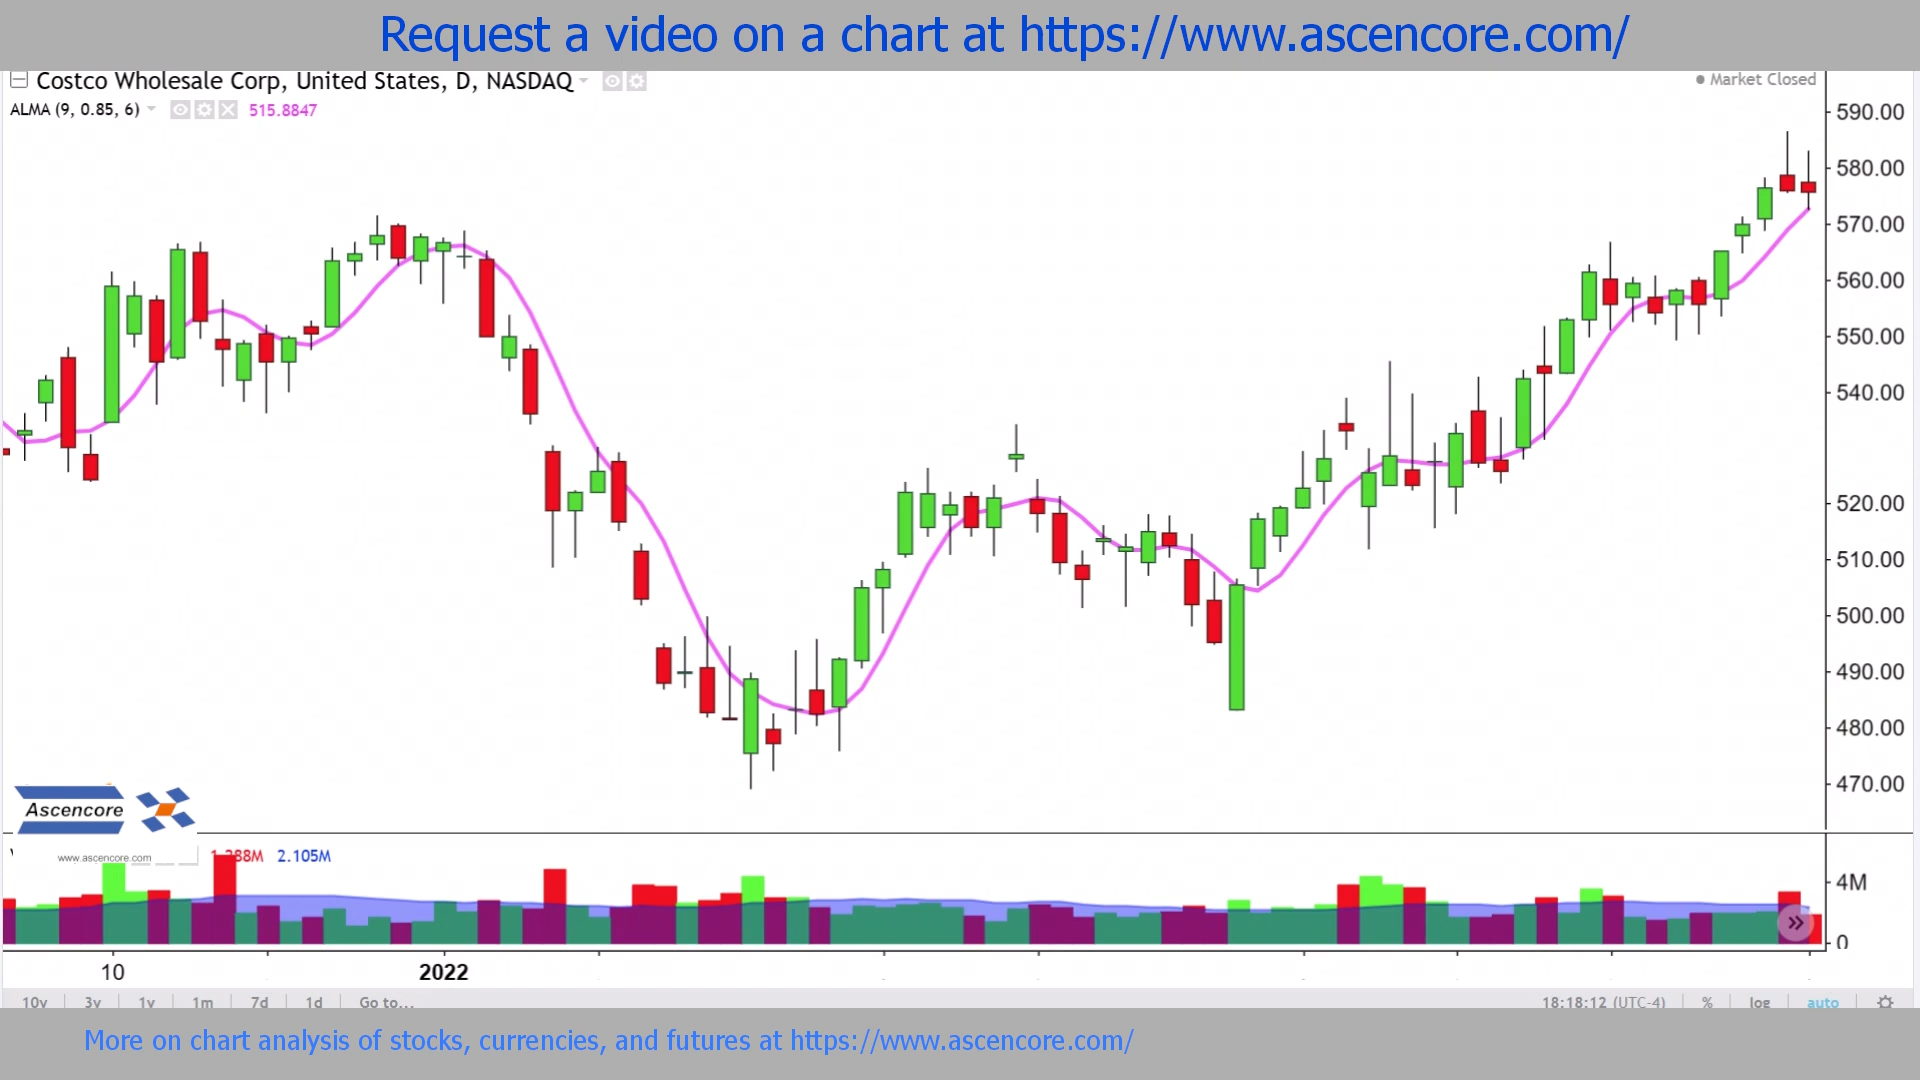 Request a video on a chart at https://www.ascencore.com/
Costco Wholesale Corp, United States, D, NASDAQ
Market Closed
ALMA (9, 0.85, 6)
515.8847
590.00
580.00
570.00
560.00
550.00
540.00
520.00
510.00
500.00
490.00
480.00
470.00
Ascencore
www.ascencore.com
2.105M
4M
0
10
2022
10y 3y 1y 1m 7d 1d Go to...
18:18:12 (UTC-4) % log auto
More on chart analysis of stocks, currencies, and futures at https://www.ascencore.com/